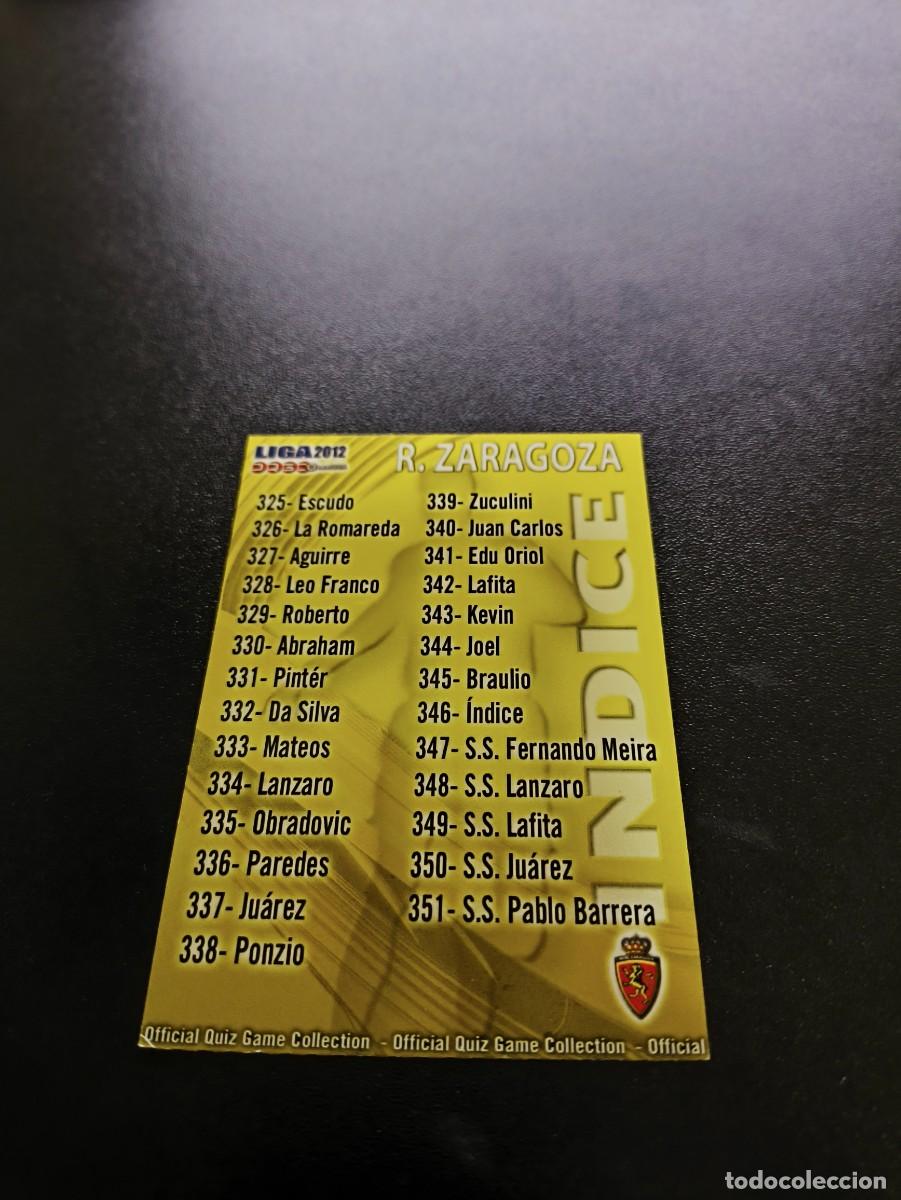 LIGA 2012
R. ZARAGOZA
325- Escudo
326- La Romareda
327- Aguirre
328- Leo Franco
329- Roberto
330- Abraham
331- Pintér
332- Da Silva
333- Mateos
334- Lanzaro
335- Obradovic
336- Paredes
337- Juárez
338- Ponzio
339- Zuculini
340- Juan Carlos
341- Edu Oriol
342- Lafita
343- Kevin
344- Joel
345- Braulio
346- Índice
347- S.S. Fernando Meira
348- S.S. Lanzaro
349- S.S. Lafita
350- S.S. Juárez
351- S.S. Pablo Barrera
INDICE
Official Quiz Game Collection - Official Quiz Game Collection - Official
todocoleccion